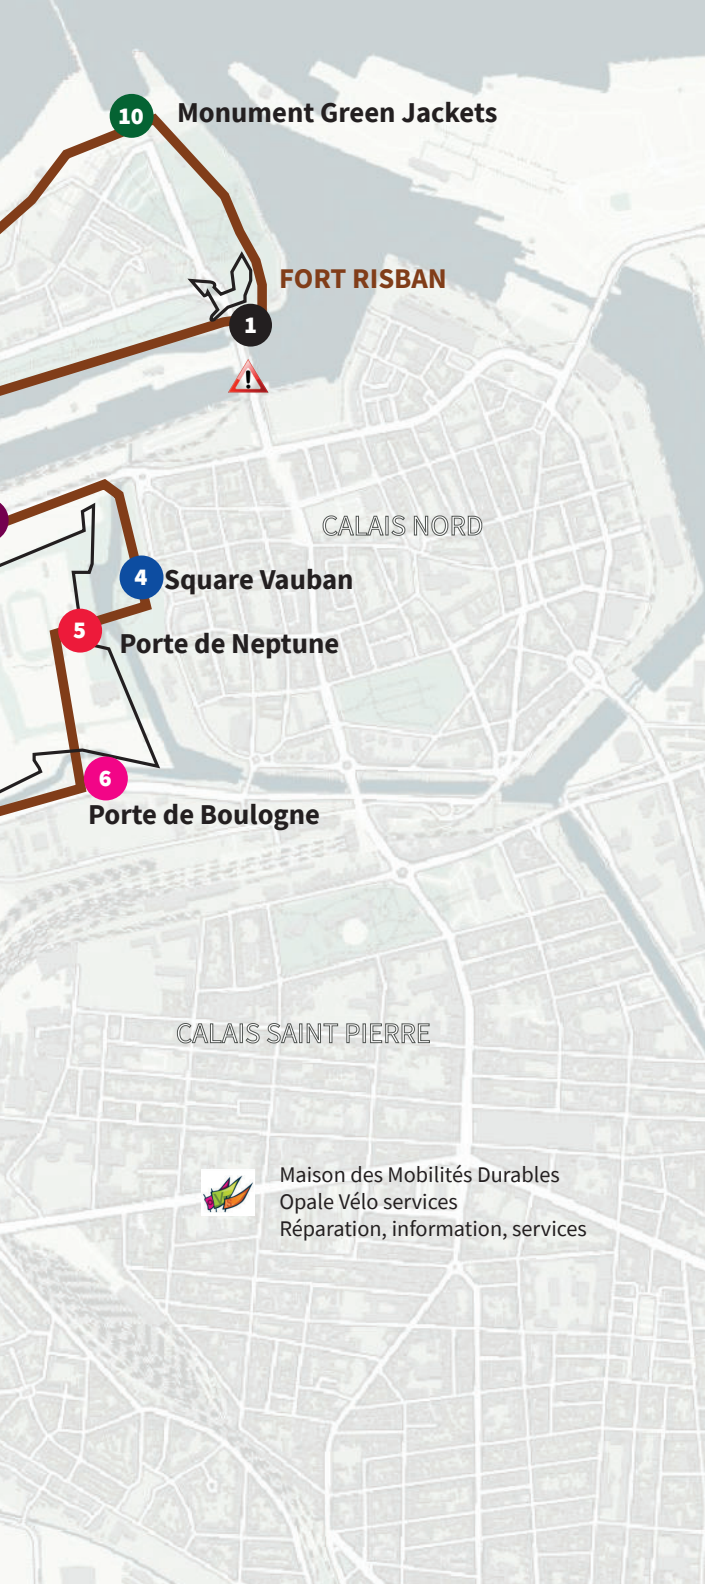 10 Monument Green Jackets
FORT RISBAN
1
!
CALAIS NORD
4 Square Vauban
5
Porte de Neptune
6
Porte de Boulogne
CALAIS SAINT PIERRE
Maison des Mobilités Durables
Opale Vélo services
Réparation, information, services